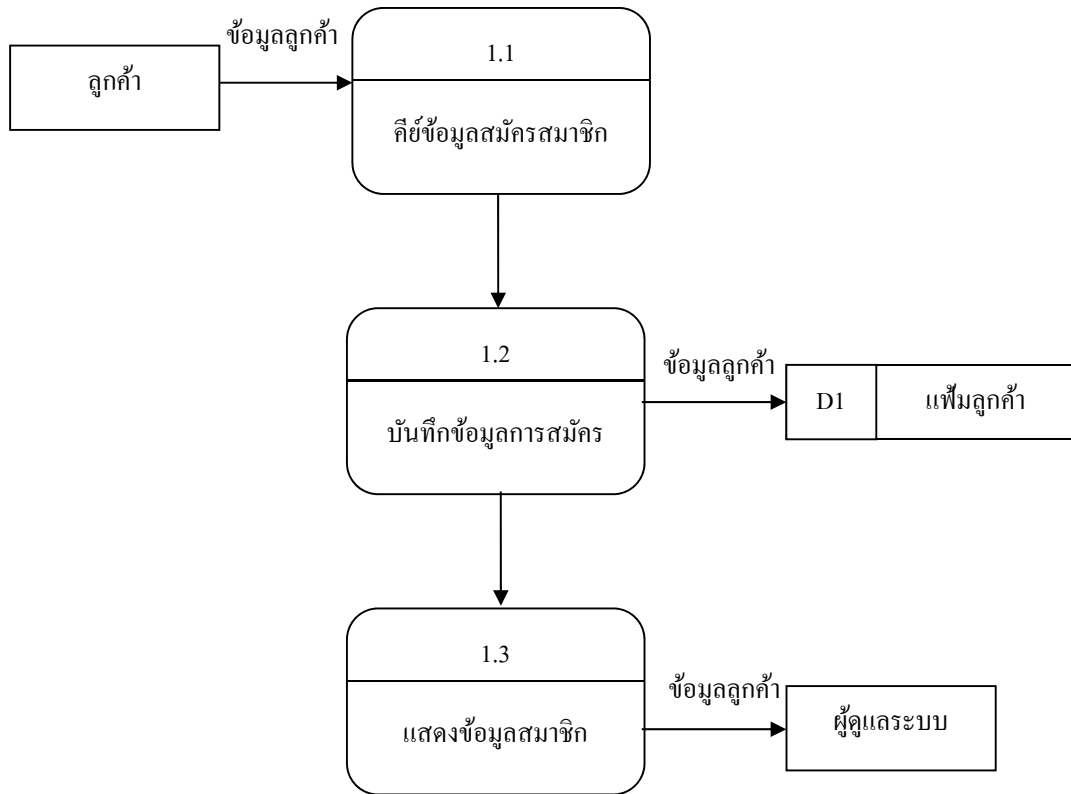 ข้อมูลลูกค้า
ลูกค้า
1.1
คีย์ข้อมูลสมัครสมาชิก
1.2
บันทึกข้อมูลการสมัคร
ข้อมูลลูกค้า
D1
แฟ้มลูกค้า
1.3
แสดงข้อมูลสมาชิก
ข้อมูลลูกค้า
ผู้ดูแลระบบ